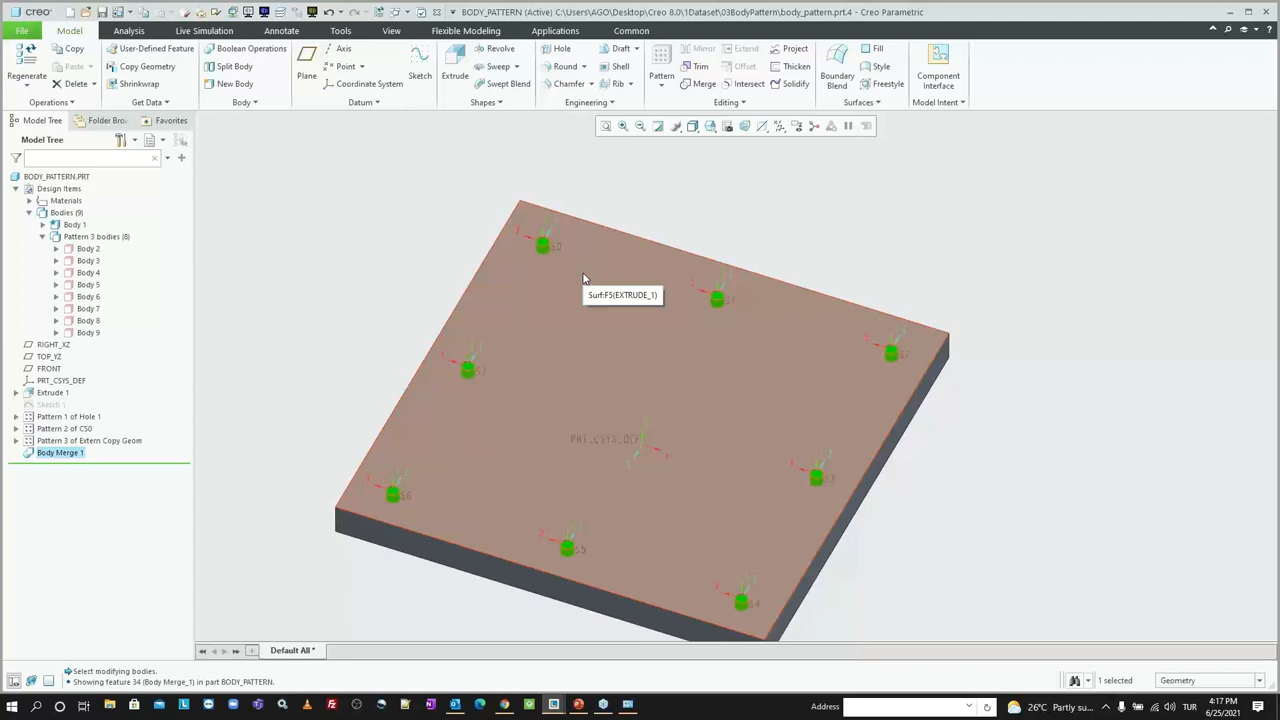 creo
BODY_PATTERN (Active) C:\Users\AGO\Desktop\Creo 8.0\1Dataset\03BodyPattern\body_pattern.prt.4 - Creo Parametric
File Model Analysis Live Simulation Annotate Tools View Flexible Modeling Applications Common
Regenerate Copy Paste Delete Operations
User-Defined Feature Copy Geometry Shrinkwrap Get Data
Boolean Operations Split Body New Body Body
Plane Axis Point Coordinate System Sketch Datum
Extrude Revolve Sweep Swept Blend Shapes
Hole Round Chamfer Draft Shell Rib Engineering
Pattern Mirror Trim Merge Extend Offset Intersect Project Thicken Solidify Editing
Boundary Blend Fill Style Freestyle Surfaces
Component Interface Model Intent
Model Tree Folder Bro Favorites
Model Tree
BODY_PATTERN.PRT
Design Items
Materials
Bodies (9)
Body 1
Pattern 3 bodies (8)
Body 2
Body 3
Body 4
Body 5
Body 6
Body 7
Body 8
Body 9
RIGHT_XZ
TOP_YZ
FRONT
PRT_CSYS_DEF
Extrude 1
Sketch 1
Pattern 1 of Hole 1
Pattern 2 of CS0
Pattern 3 of Extern Copy Geom
Body Merge 1
Surf:F5(EXTRUDE_1)
PRT_CSYS_DEF
Default All *
Select modifying bodies.
Showing feature 34 (Body Merge_1) in part BODY_PATTERN.
1 selected
Geometry
Address
26°C Partly su...
TUR
4:17 PM
6/25/2021